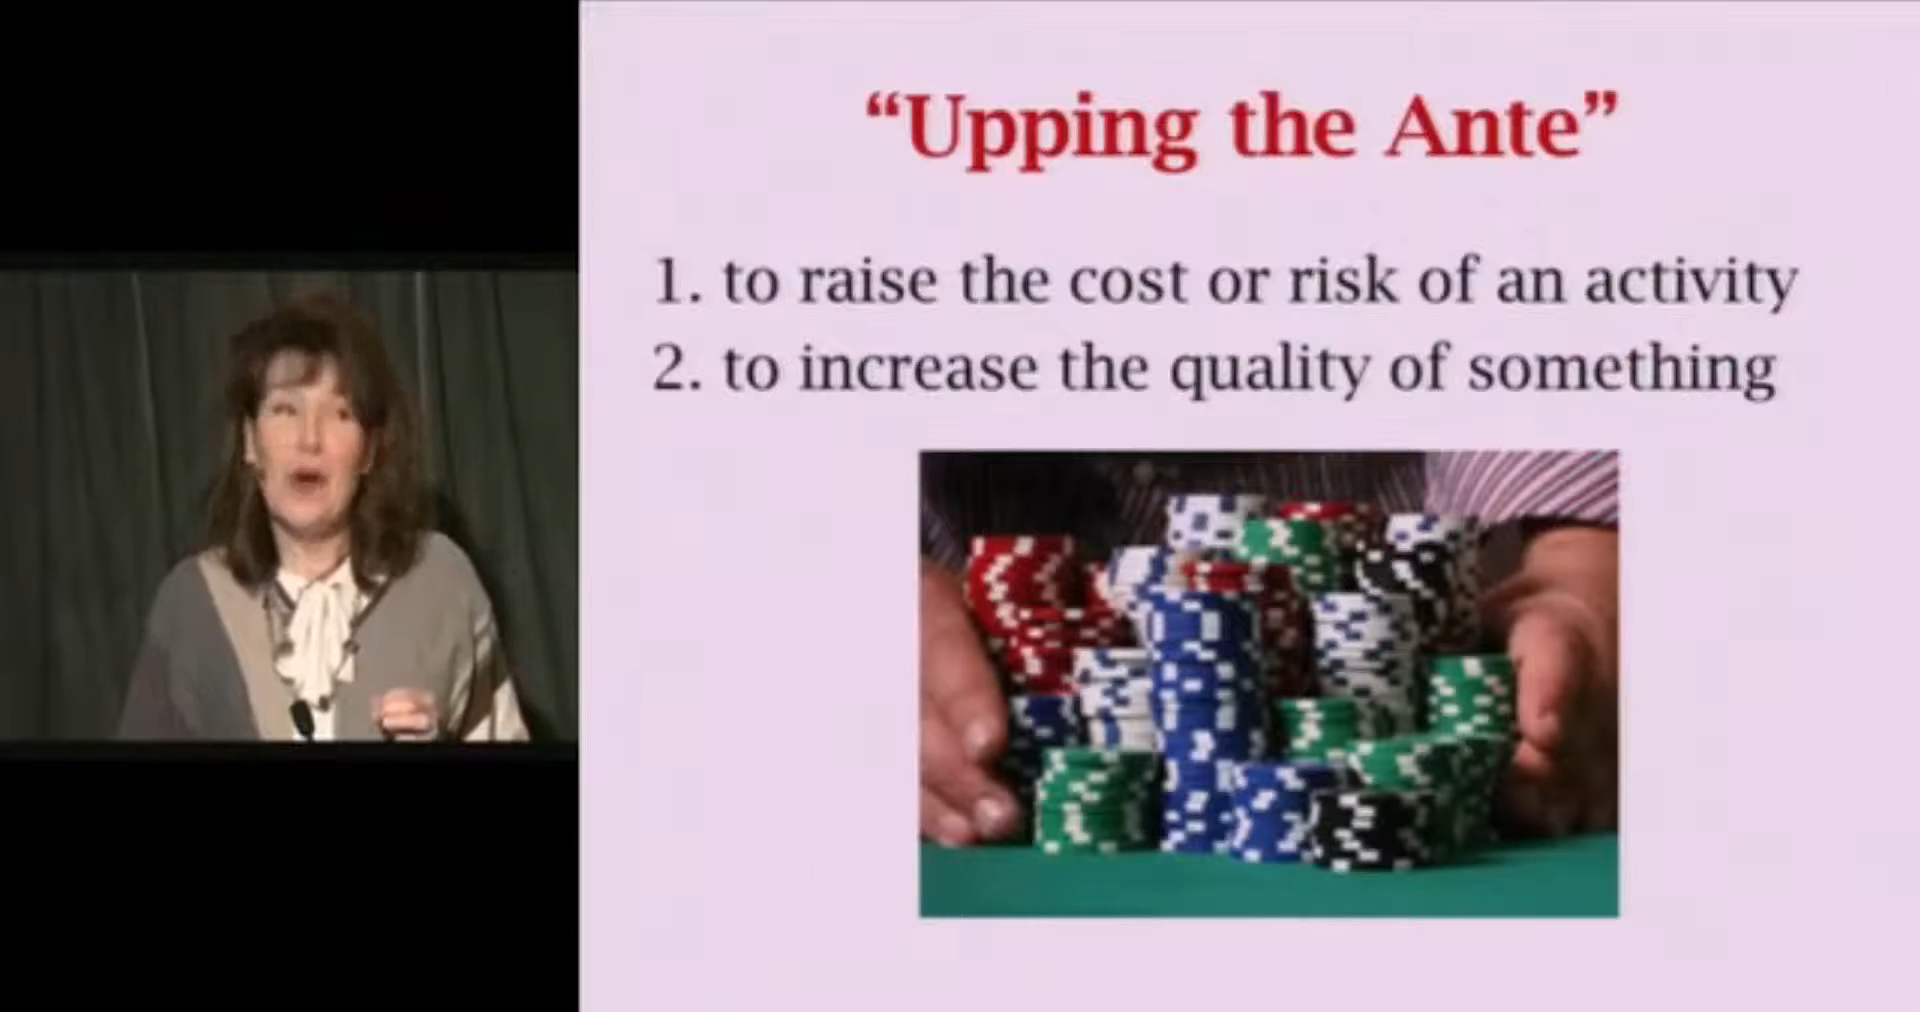 “Upping the Ante”
1. to raise the cost or risk of an activity
2. to increase the quality of something